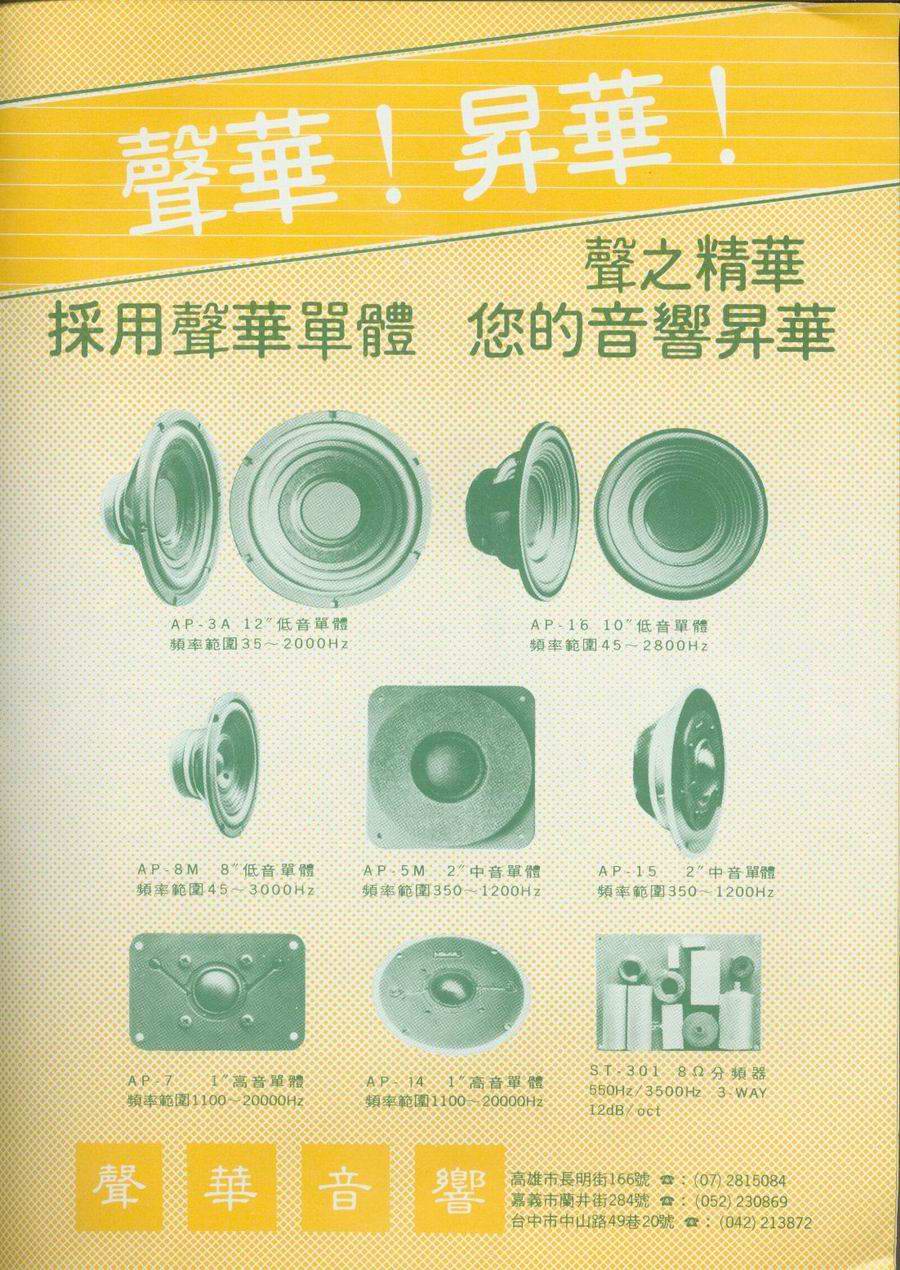 聲華！昇華！
聲之精華
採用聲華單體 您的音響昇華
AP-3A 12″低音單體
頻率範圍35～2000Hz
AP-16 10″低音單體
頻率範圍45～2800Hz
AP-8M 8″低音單體
頻率範圍45～3000Hz
AP-5M 2″中音單體
頻率範圍350～1200Hz
AP-15 2″中音單體
頻率範圍350～1200Hz
AP-7 1″高音單體
頻率範圍1100～20000Hz
AP-14 1″高音單體
頻率範圍1100～20000Hz
ST-301 8Ω分頻器
550Hz/3500Hz 3-WAY
12dB/oct
聲華音響
高雄市長明街166號 ☎：(07)2815084
嘉義市蘭井街284號 ☎：(052)230869
台中市中山路49巷20號 ☎：(042)213872